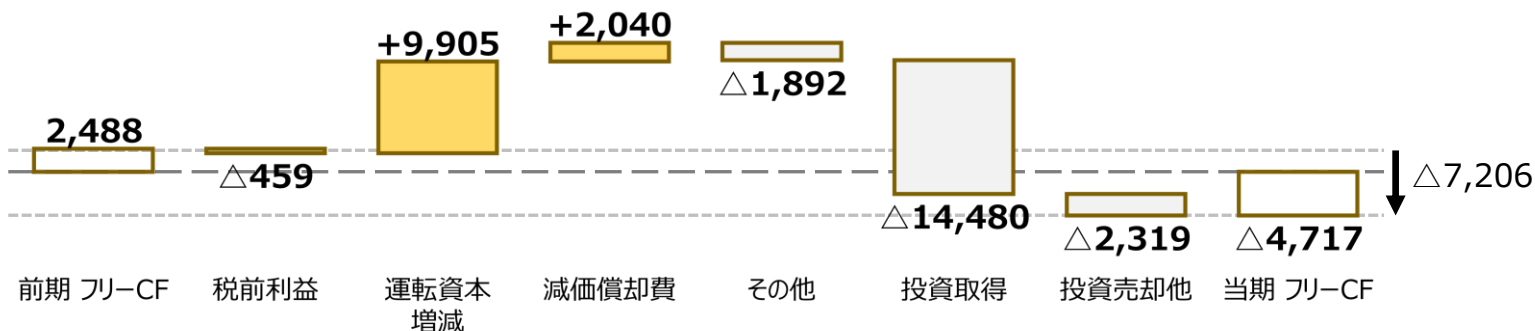 2,488
△459
+9,905
+2,040
△1,892
△14,480
△2,319
△4,717
△7,206
前期 フリーCF
税前利益
運転資本
増減
減価償却費
その他
投資取得
投資売却他
当期 フリーCF